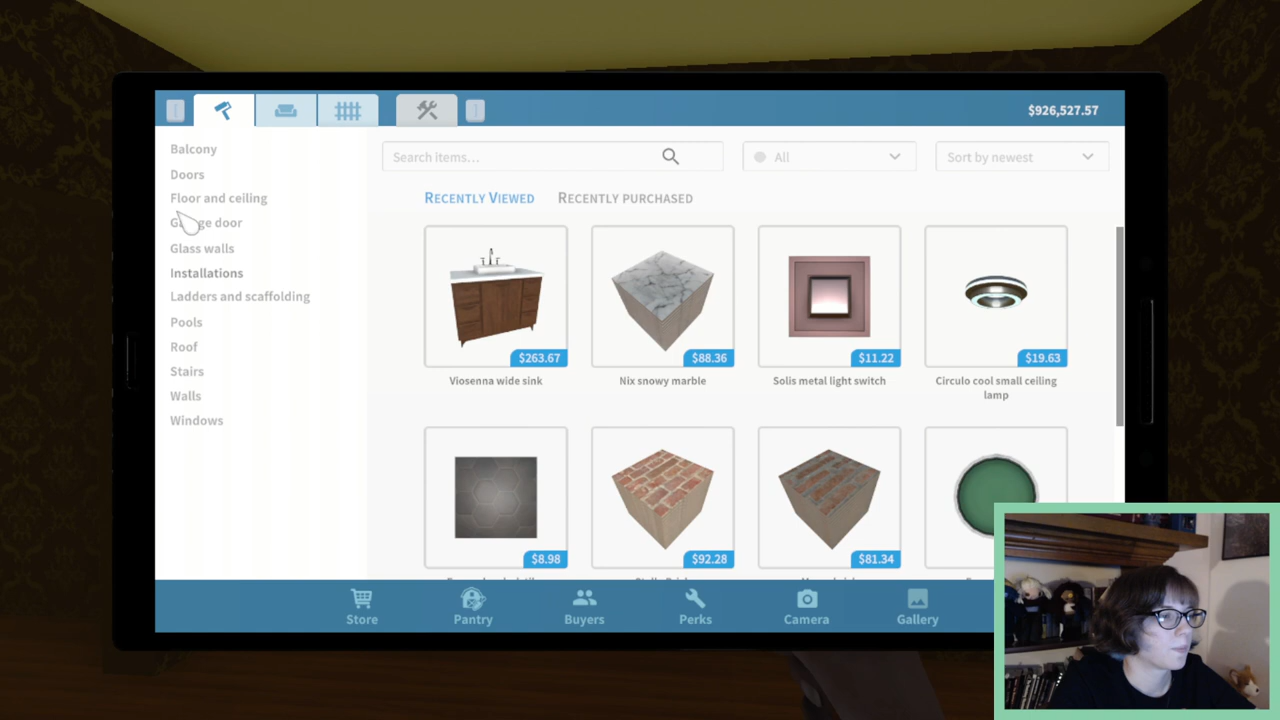 $926,527.57
Balcony
Doors
Floor and ceiling
Garage door
Glass walls
Installations
Ladders and scaffolding
Pools
Roof
Stairs
Walls
Windows
Search items...
All
Sort by newest
Recently Viewed
Recently purchased
$263.67
$88.36
$11.22
$19.63
Viosenna wide sink
Nix snowy marble
Solis metal light switch
Circulo cool small ceiling
lamp
$8.98
$92.28
$81.34
Store
Pantry
Buyers
Perks
Camera
Gallery